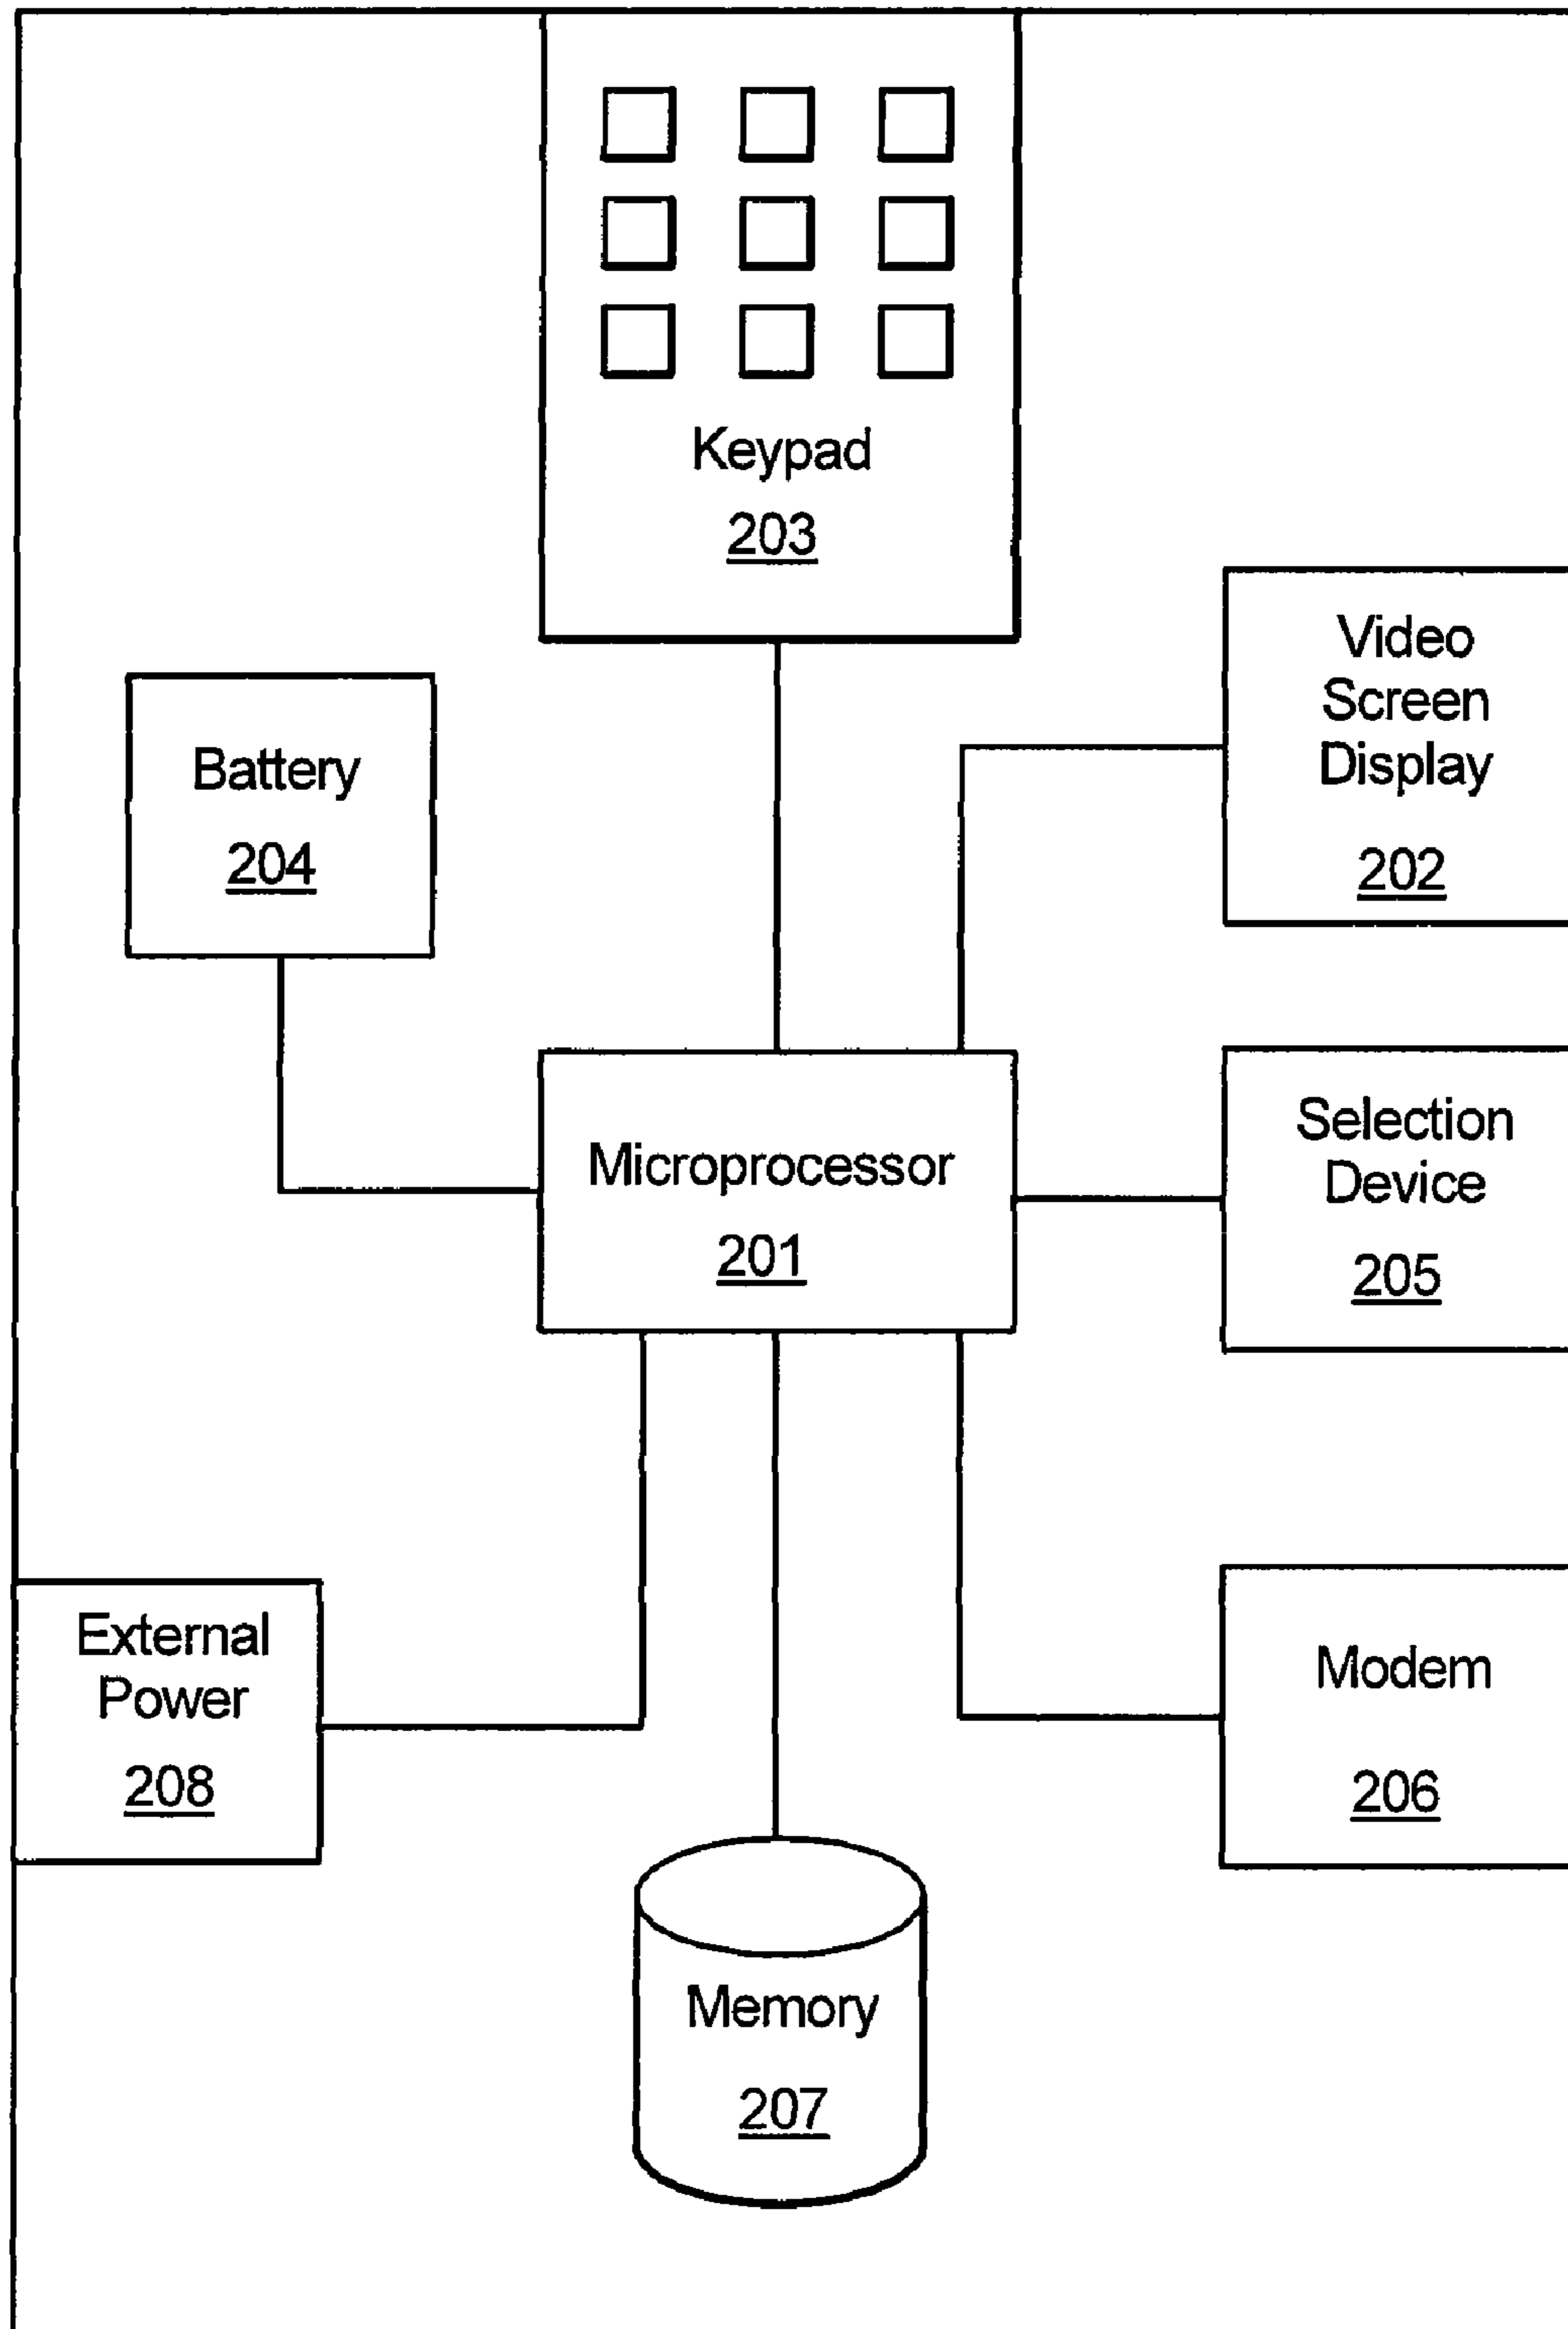 Keypad
203
Video
Screen
Display
202
Battery
204
Microprocessor
201
Selection
Device
205
External
Power
208
Modem
206
Memory
207